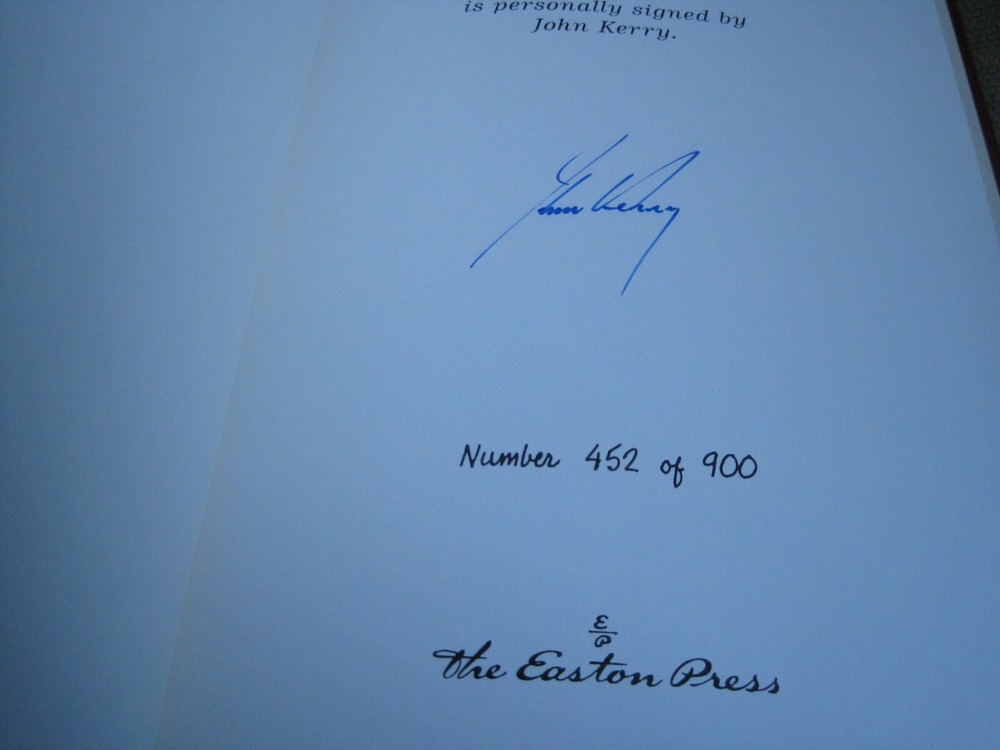 is personally signed by
John Kerry.
John Kerry
Number 452 of 900
E
P
The Easton Press